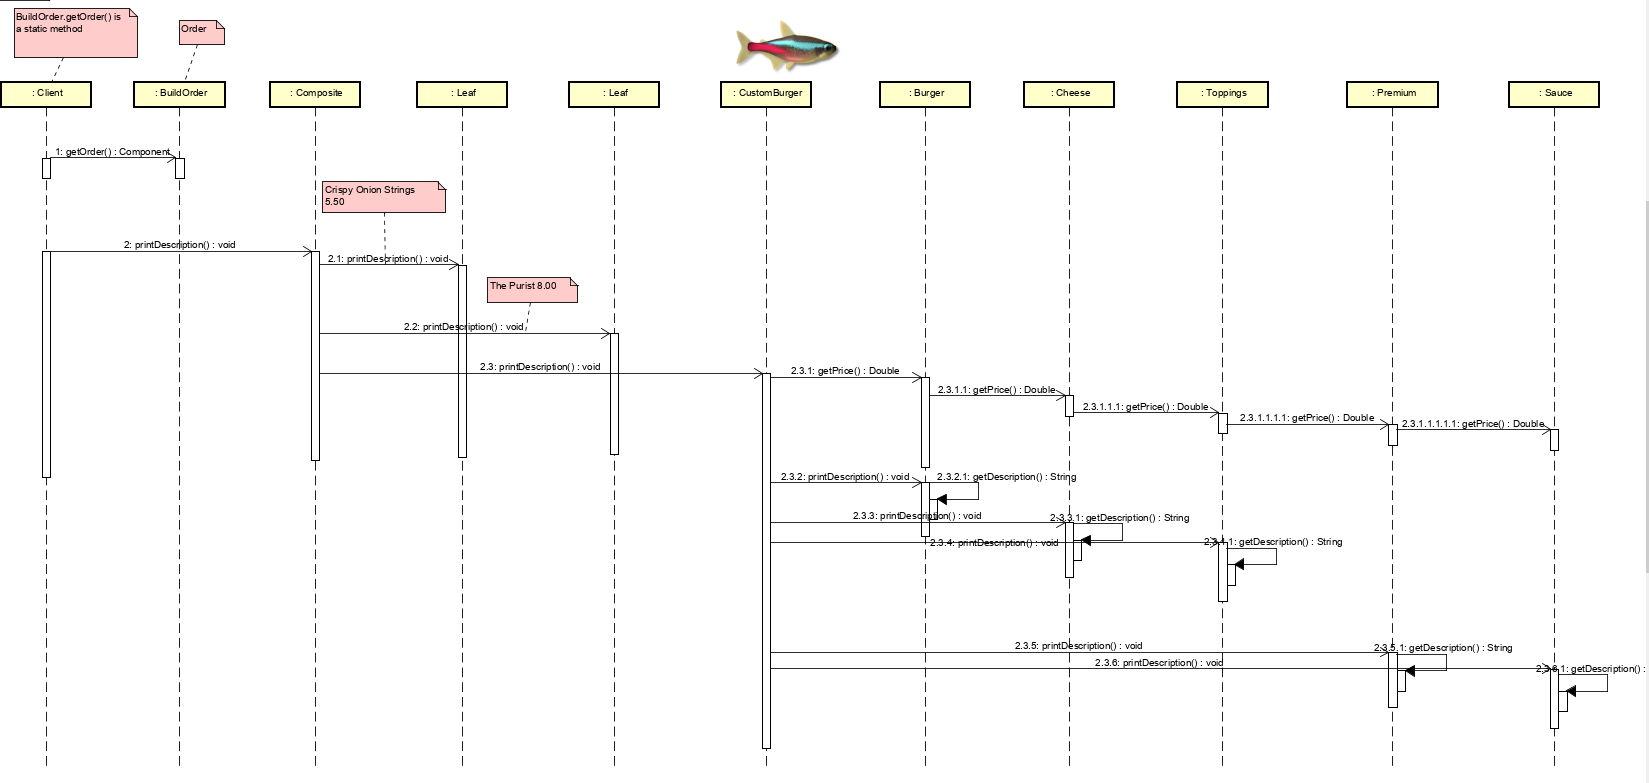 BuildOrder.getOrder() is
a static method
Order
: Client
: BuildOrder
: Composite
: Leaf
: Leaf
: CustomBurger
: Burger
: Cheese
: Toppings
: Premium
: Sauce
1: getOrder() : Component
Crispy Onion Strings
5.50
2: printDescription() : void
2.1: printDescription() : void
The Purist 8.00
2.2: printDescription() : void
2.3: printDescription() : void
2.3.1: getPrice() : Double
2.3.1.1: getPrice() : Double
2.3.1.1.1: getPrice() : Double
2.3.1.1.1.1: getPrice() : Double
2.3.1.1.1.1.1: getPrice() : Double
2.3.2: printDescription() : void
2.3.2.1: getDescription() : String
2.3.3: printDescription() : void
2.3.3.1: getDescription() : String
2.3.4: printDescription() : void
2.3.4.1: getDescription() : String
2.3.5: printDescription() : void
2.3.5.1: getDescription() : String
2.3.6: printDescription() : void
2.3.6.1: getDescription() :